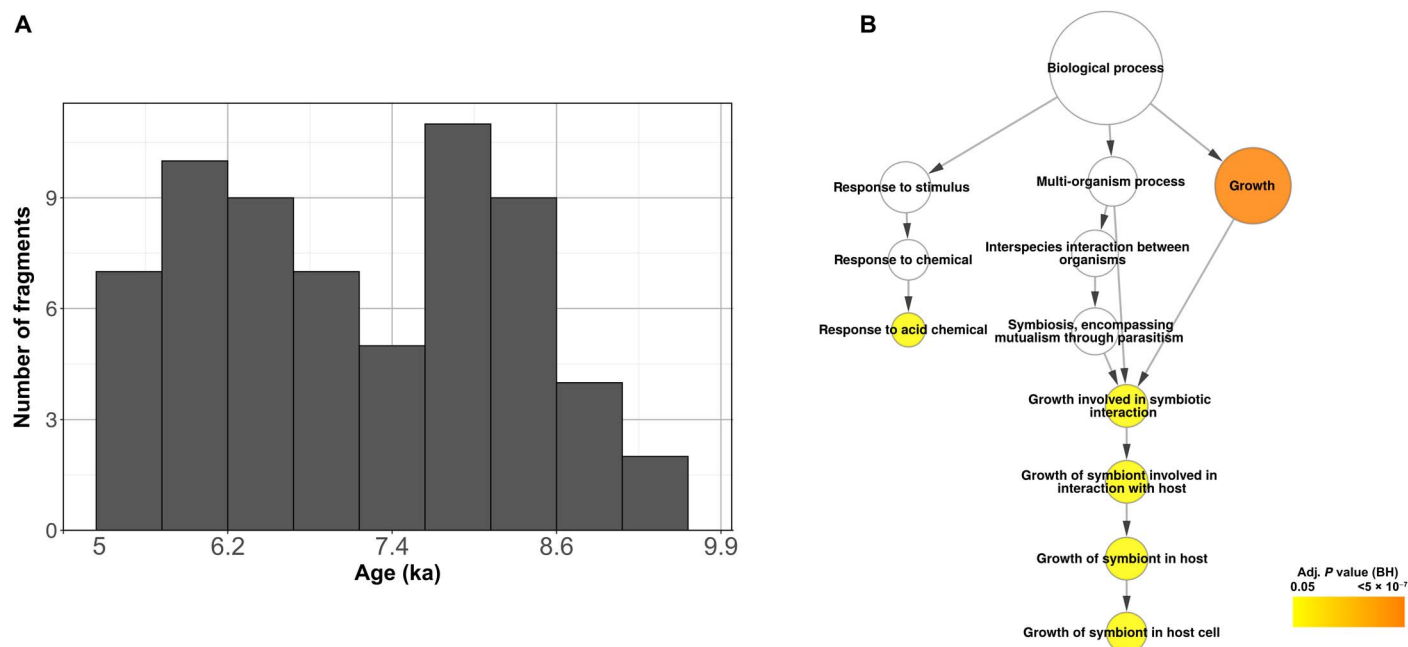 A
Number of fragments
9
6
3
0
5 6.2 7.4 8.6 9.9
Age (ka)
B
Biological process
Response to stimulus
Multi-organism process
Growth
Response to chemical
Interspecies interaction between
organisms
Response to acid chemical
Symbiosis, encompassing
mutualism through parasitism
Growth involved in symbiotic
interaction
Growth of symbiont involved in
interaction with host
Growth of symbiont in host
Growth of symbiont in host cell
Adj. P value (BH)
0.05 <5 × 10⁻⁷